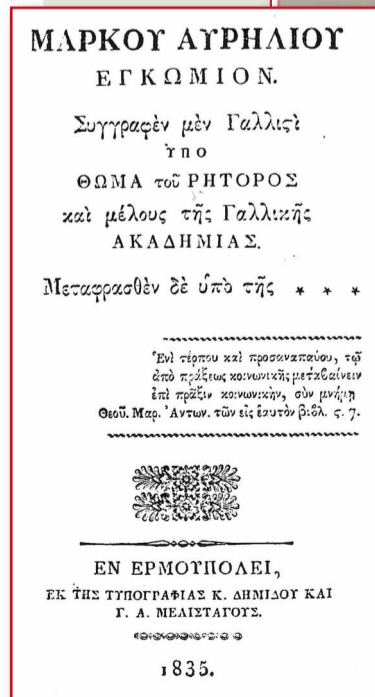 ΜΑΡΚΟΥ ΑΥΡΗΛΙΟΥ
ΕΓΚΩΜΙΟΝ.
Συγγραφὲν μὲν Γαλλιςὶ
ΥΠΟ
ΘΩΜΑ τοῦ ΡΗΤΟΡΟΣ
καὶ μέλους τῆς Γαλλικῆς
ΑΚΑΔΗΜΙΑΣ.
Μεταφρασθὲν δὲ ὑπὸ τῆς * * *
Ἑνὶ τέρπου καὶ προσαναπαύου, τῷ
ἀπὸ πράξεως κοινωνικῆς μεταβαίνειν
ἐπὶ πρᾶξιν κοινωνικὴν, σὺν μνήμῃ
Θεοῦ. Μαρ. Ἀντων. τῶν εἰς ἑαυτὸν βιβλ. ς. 7.
ΕΝ ΕΡΜΟΥΠΟΛΕΙ,
ΕΚ ΤΗΣ ΤΥΠΟΓΡΑΦΙΑΣ Κ. ΔΗΜΙΔΟΥ ΚΑΙ
Γ. Α. ΜΕΛΙΣΤΑΓΟΥΣ.
1835.